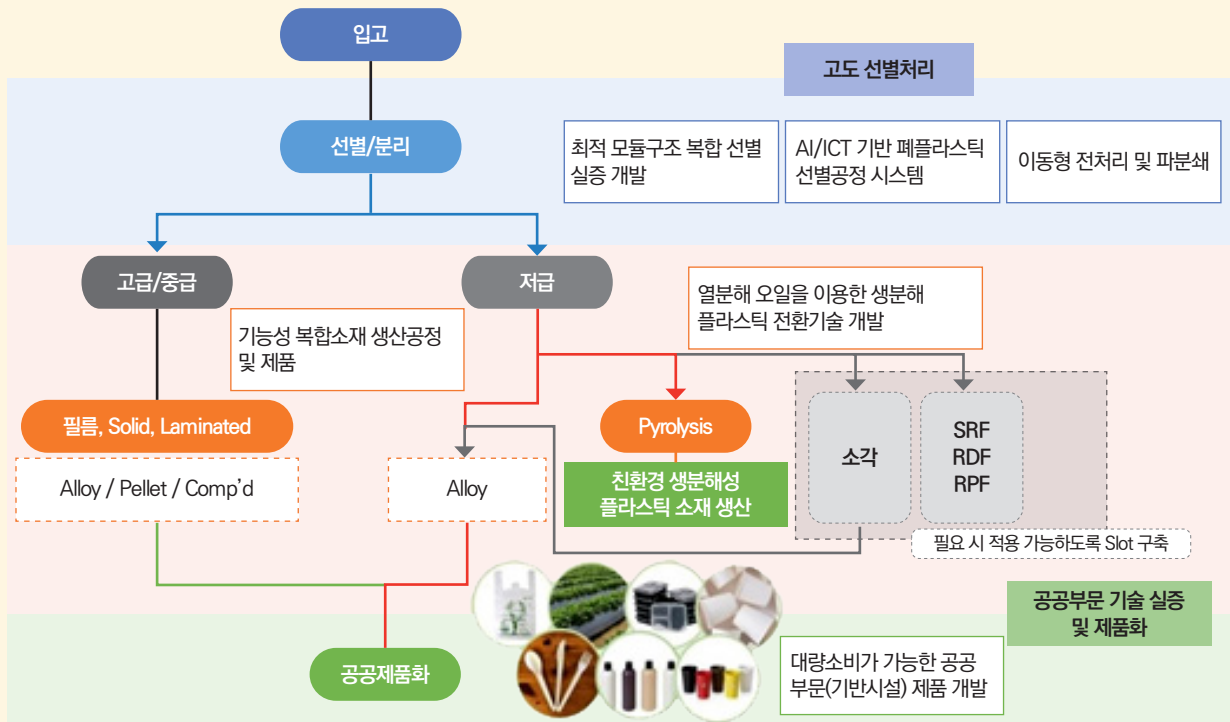 입고
고도 선별처리
선별/분리
최적 모듈구조 복합 선별
실증 개발
AI/ICT 기반 폐플라스틱
선별공정 시스템
이동형 전처리 및 파분쇄
고급/중급
저급
열분해 오일을 이용한 생분해
플라스틱 전환기술 개발
기능성 복합소재 생산공정
및 제품
필름, Solid, Laminated
Pyrolysis
소각
SRF
RDF
RPF
Alloy / Pellet / Comp’d
Alloy
친환경 생분해성
플라스틱 소재 생산
필요 시 적용 가능하도록 Slot 구축
공공부문 기술 실증
및 제품화
공공제품화
대량소비가 가능한 공공
부문(기반시설) 제품 개발